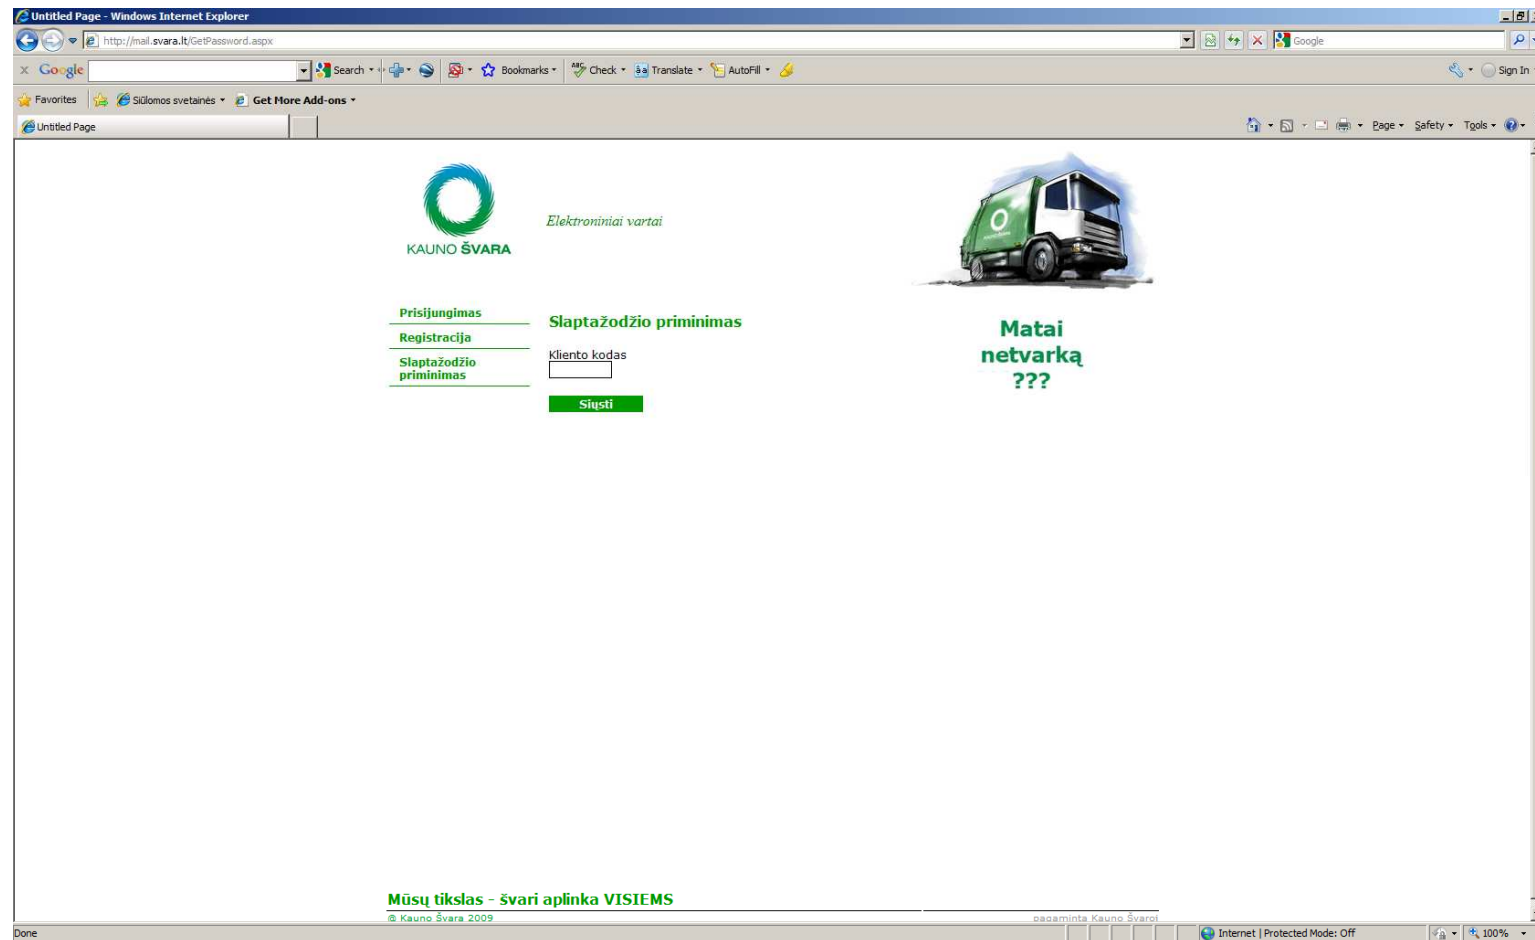 Untitled Page - Windows Internet Explorer
http://mail.svara.lt/GetPassword.aspx
Google
x Google
Search
Bookmarks
Check
Translate
AutoFill
Sign In
Favorites
Siūlomos svetainės
Get More Add-ons
Untitled Page
Page
Safety
Tools
KAUNO ŠVARA
Elektroniniai vartai
Prisijungimas
Registracija
Slaptažodžio
priminimas
Slaptažodžio priminimas
Kliento kodas
Siųsti
Matai
netvarką
???
Mūsų tikslas - švari aplinka VISIEMS
@ Kauno Švara 2009
pagaminta Kauno Švaroj
Done
Internet | Protected Mode: Off
100%